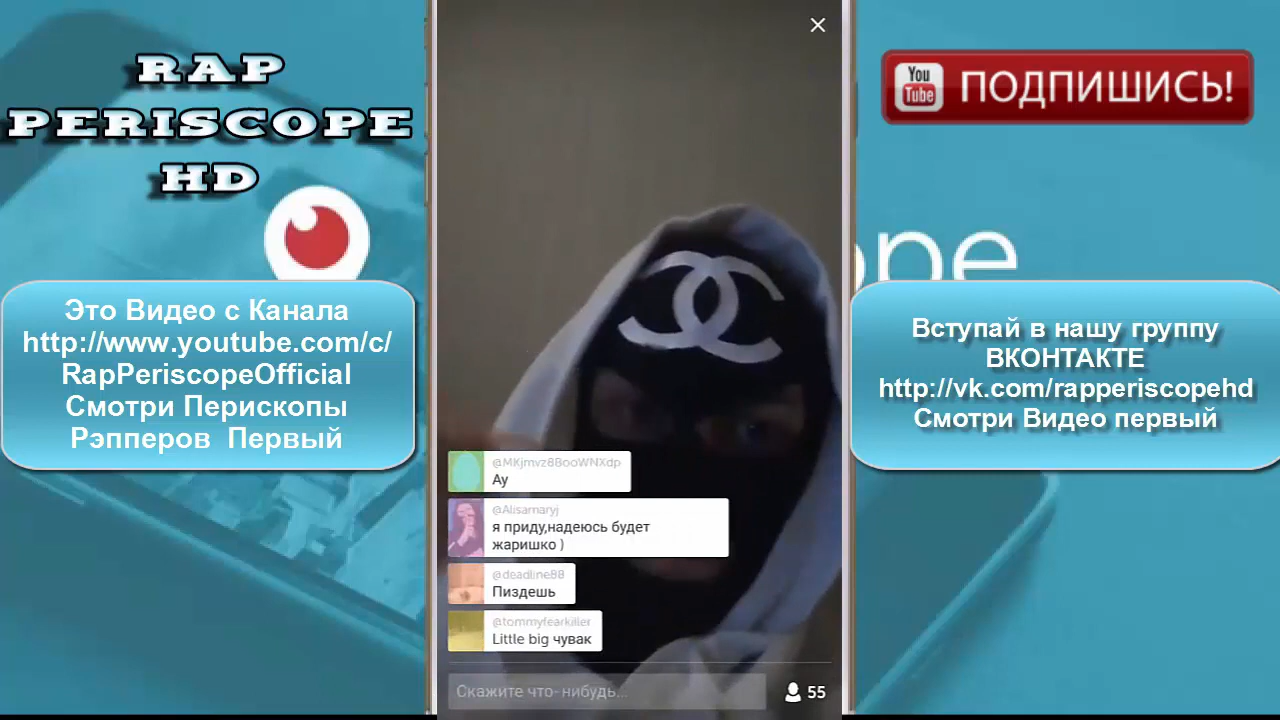 RAP
PERISCOPE
HD
Это Видео с Канала
http://www.youtube.com/c/
RapPeriscopeOfficial
Смотри Перископы
Рэпперов Первый
@MKjmvz8BooWNXdp
Ау
@Alisamaryj
я приду,надеюсь будет
жаришко )
@deadline88
Пиздешь
@tommyfearkiller
Little big чувак
Скажите что-нибудь...
55
You
Tube
ПОДПИШИСЬ!
ope
Вступай в нашу группу
ВКОНТАКТЕ
http://vk.com/rapperiscopehd
Смотри Видео первый